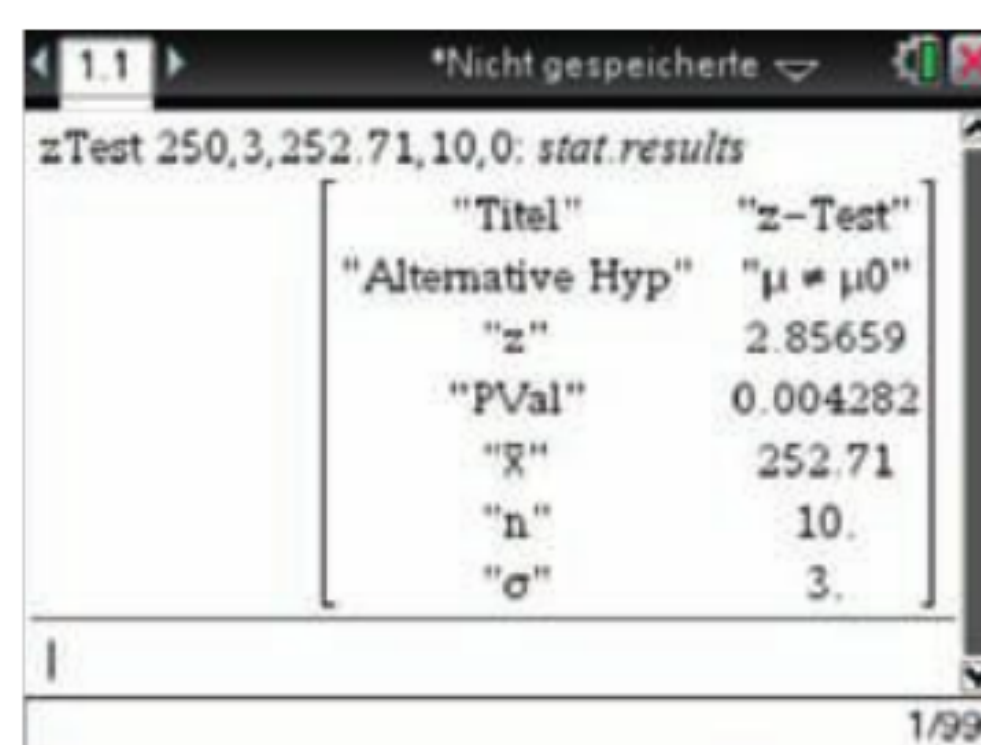 1.1 *Nicht gespeicherte
zTest 250,3,252.71,10,0: stat.results
"Titel" "z-Test"
"Alternative Hyp" "μ ≠ μ0"
"z" 2.85659
"PVal" 0.004282
"x̄" 252.71
"n" 10.
"σ" 3.
1/99